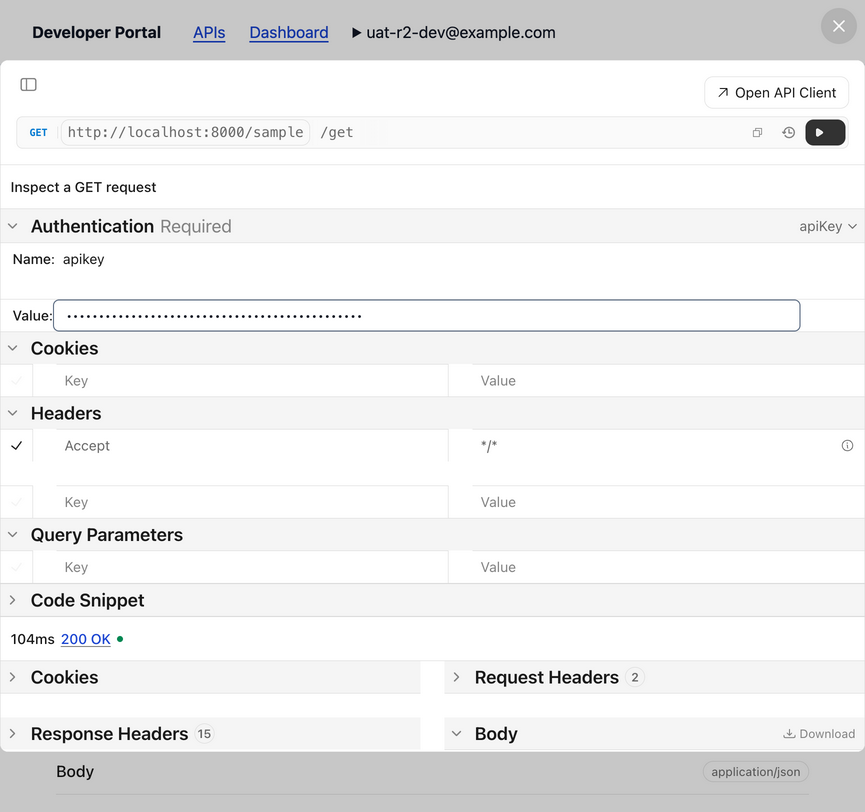 Developer Portal APIs Dashboard ▶ uat-r2-dev@example.com
Open API Client
GET http://localhost:8000/sample /get
Inspect a GET request
Authentication Required apiKey
Name: apikey
Value: ••••••••••••••••••••••••••••••••••••••••••••••
Cookies
Key Value
Headers
Accept */*
Key Value
Query Parameters
Key Value
Code Snippet
104ms 200 OK
Cookies Request Headers 2
Response Headers 15 Body Download
Body application/json